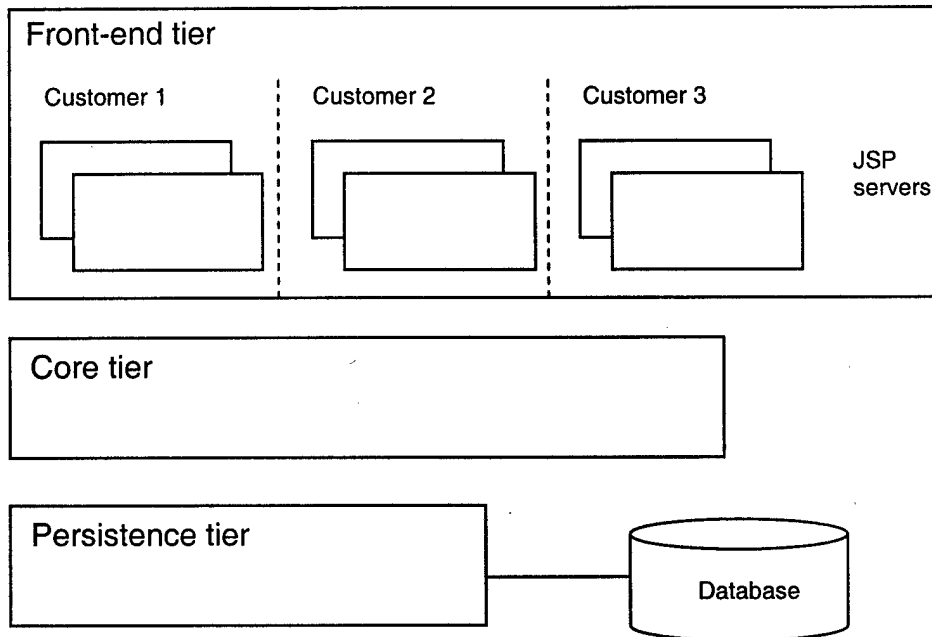 Front-end tier
Customer 1
Customer 2
Customer 3
JSP
servers
Core tier
Persistence tier
Database